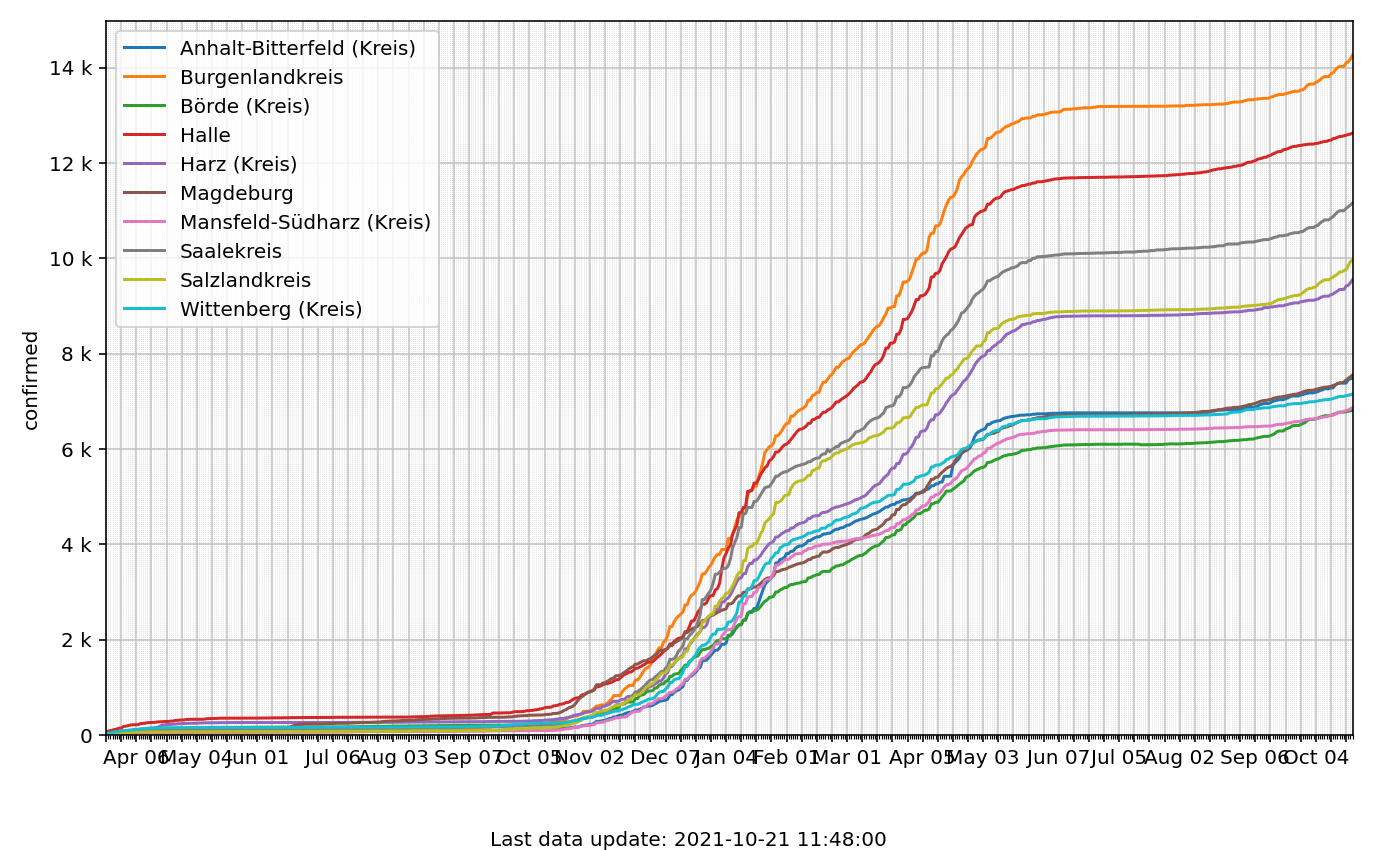 14 k
12 k
10 k
8 k
6 k
4 k
2 k
0
confirmed
Anhalt-Bitterfeld (Kreis)
Burgenlandkreis
Börde (Kreis)
Halle
Harz (Kreis)
Magdeburg
Mansfeld-Südharz (Kreis)
Saalekreis
Salzlandkreis
Wittenberg (Kreis)
Apr 06 May 04 Jun 01 Jul 06 Aug 03 Sep 07 Oct 05 Nov 02 Dec 07 Jan 04 Feb 01 Mar 01 Apr 05 May 03 Jun 07 Jul 05 Aug 02 Sep 06 Oct 04
Last data update: 2021-10-21 11:48:00